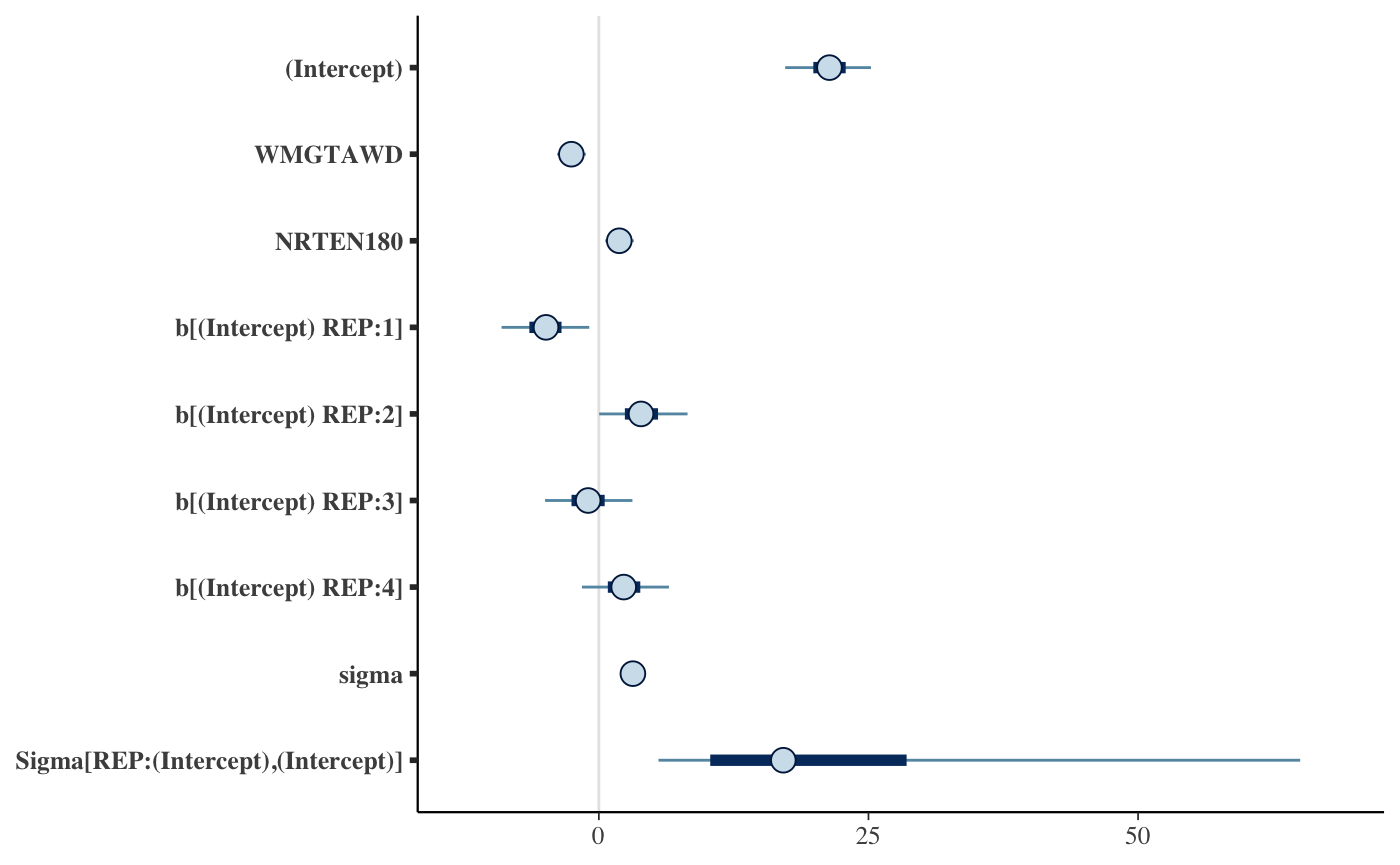 (Intercept)
WMGTAWD
NRTEN180
b[(Intercept) REP:1]
b[(Intercept) REP:2]
b[(Intercept) REP:3]
b[(Intercept) REP:4]
sigma
Sigma[REP:(Intercept),(Intercept)]
0 25 50